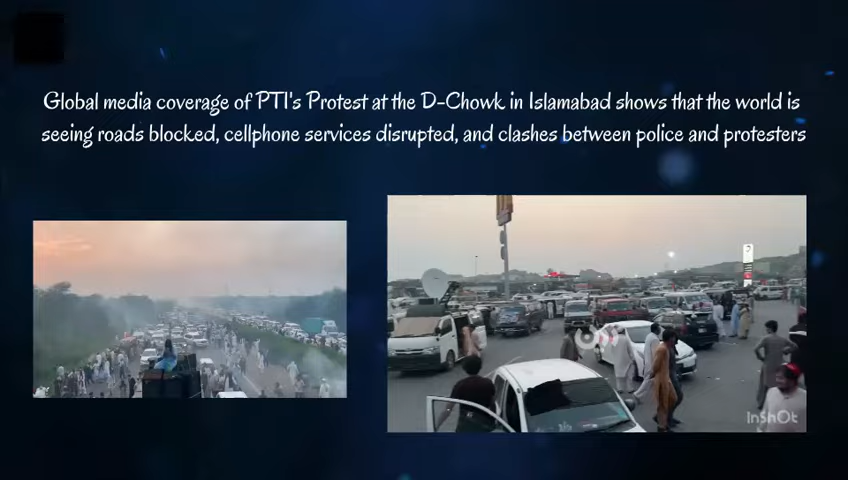 Global media coverage of PTI's Protest at the D-Chowk in Islamabad shows that the world is
seeing roads blocked, cellphone services disrupted, and clashes between police and protesters
InShOt